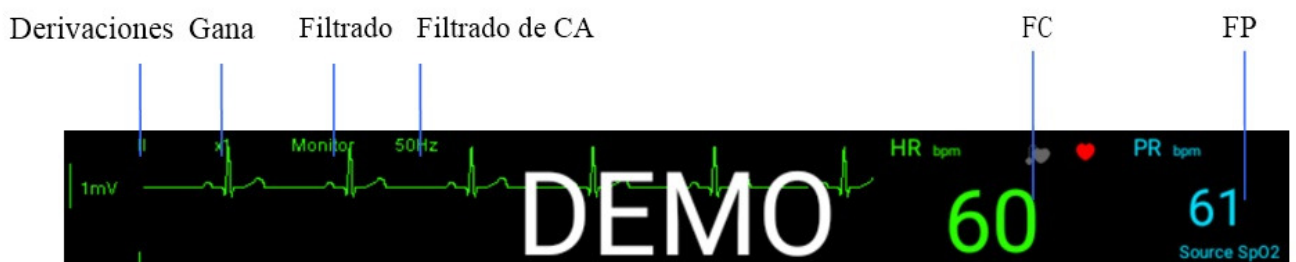 Derivaciones Gana Filtrado Filtrado de CA FC FP
II x1 Monitor 50Hz HR bpm PR bpm
1mV
DEMO
60
61
Source SpO2